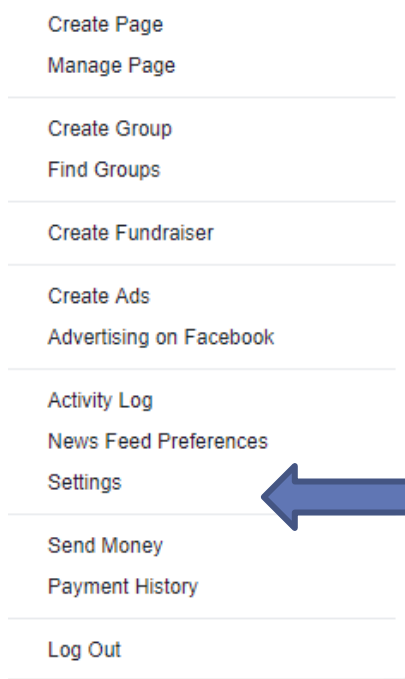 Create Page
Manage Page
Create Group
Find Groups
Create Fundraiser
Create Ads
Advertising on Facebook
Activity Log
News Feed Preferences
Settings
Send Money
Payment History
Log Out